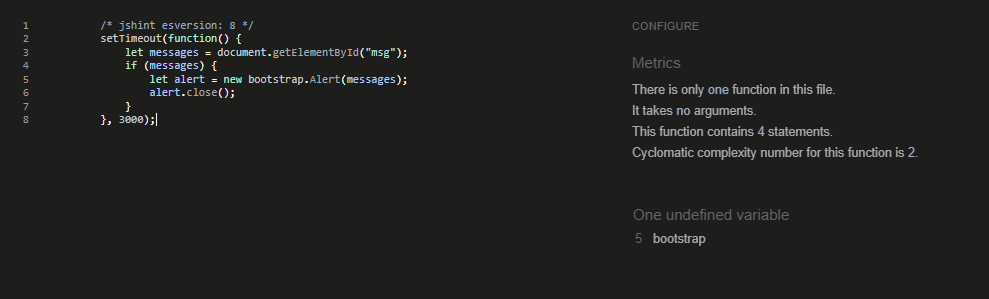 1 /* jshint esversion: 8 */
2 setTimeout(function() {
3 let messages = document.getElementById("msg");
4 if (messages) {
5 let alert = new bootstrap.Alert(messages);
6 alert.close();
7 }
8 }, 3000);
CONFIGURE
Metrics
There is only one function in this file.
It takes no arguments.
This function contains 4 statements.
Cyclomatic complexity number for this function is 2.
One undefined variable
5 bootstrap